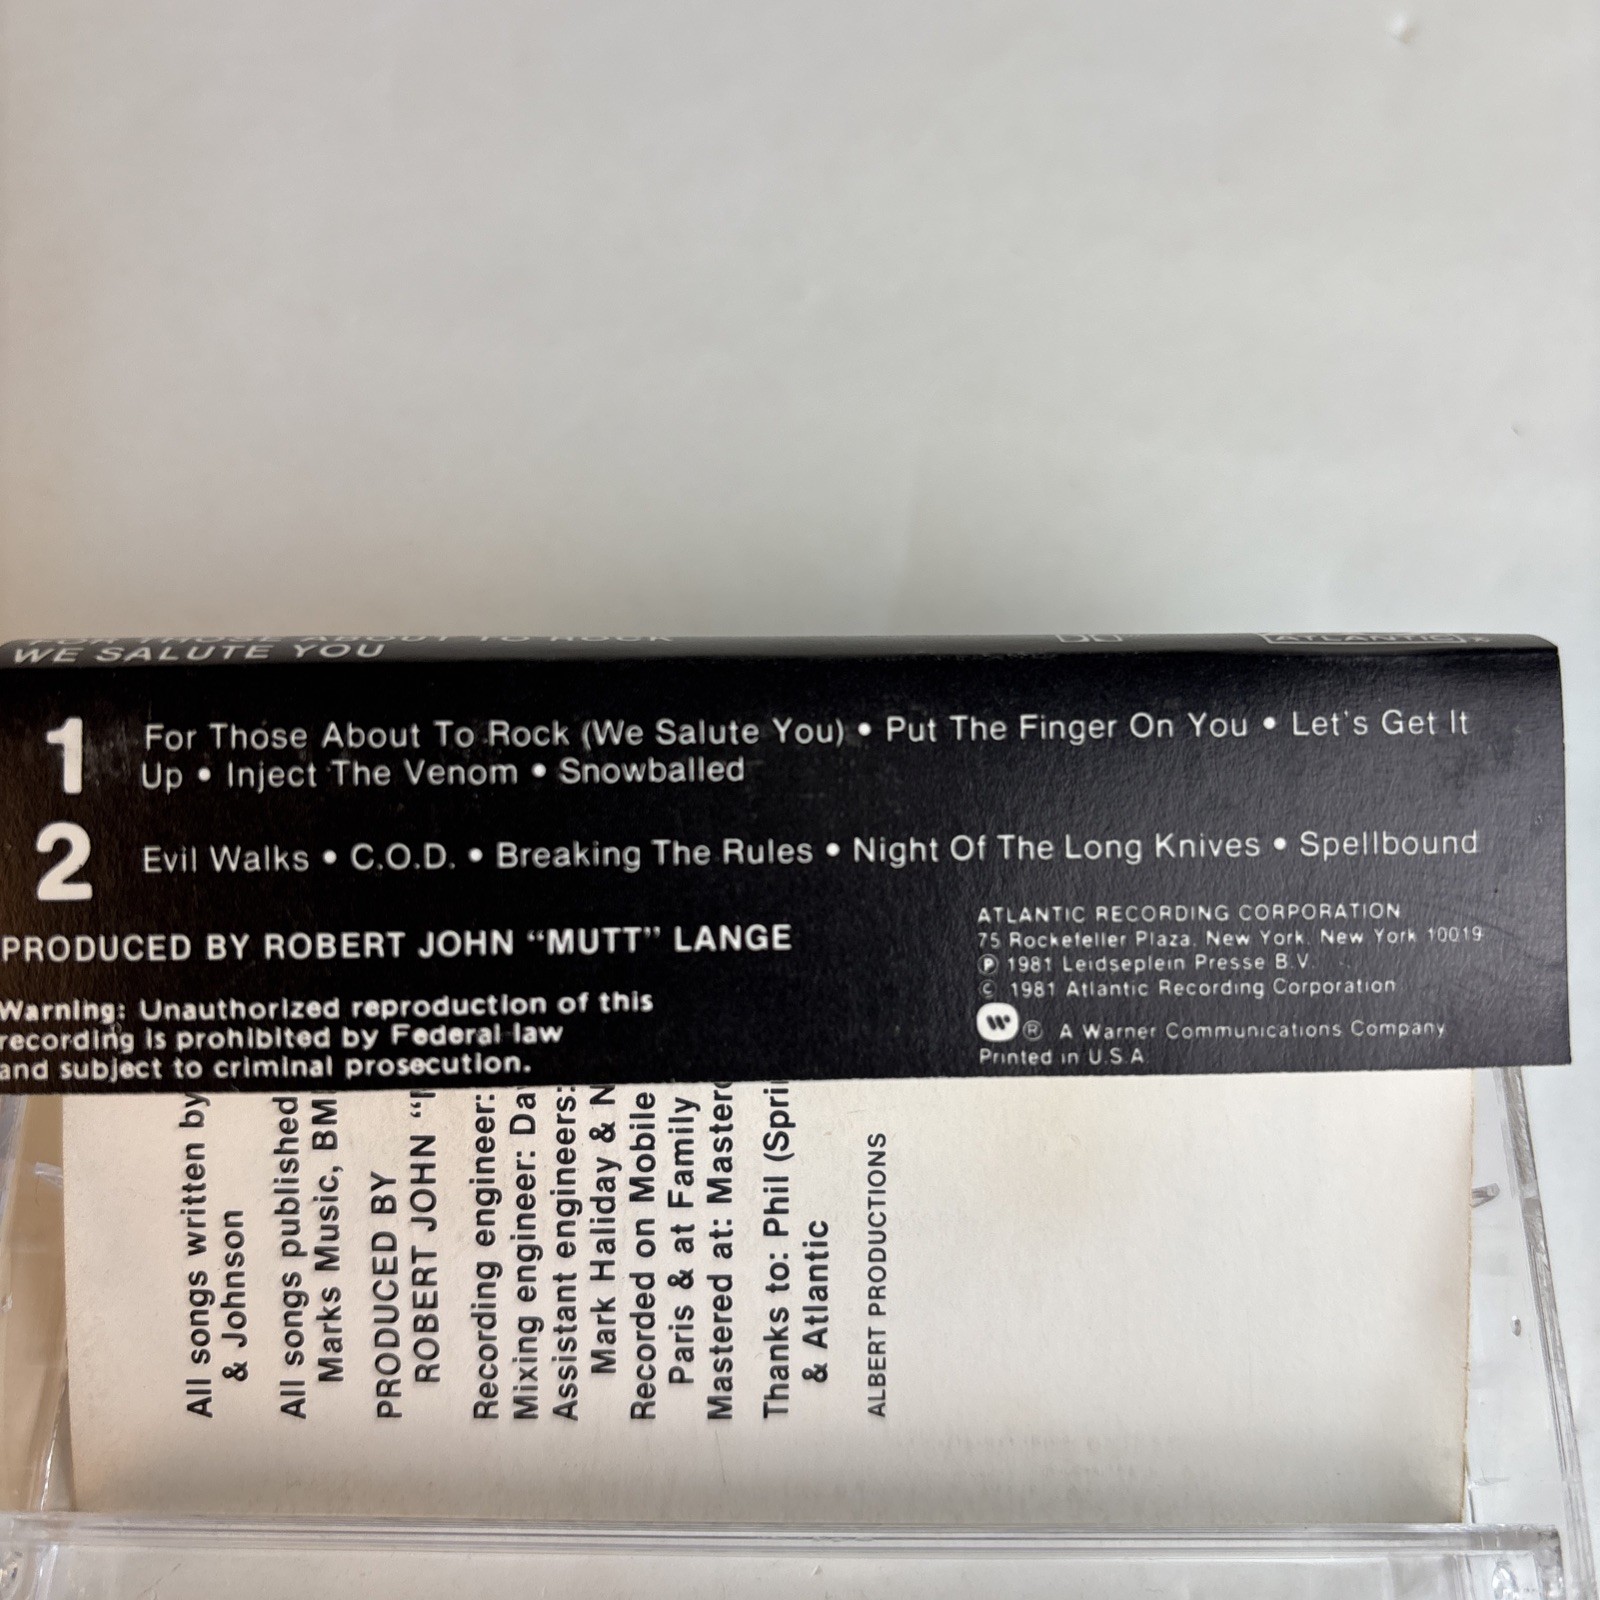 FOR THOSE ABOUT TO ROCK
WE SALUTE YOU
ATLANTIC
1
For Those About To Rock (We Salute You) • Put The Finger On You • Let's Get It
Up • Inject The Venom • Snowballed
2
Evil Walks • C.O.D. • Breaking The Rules • Night Of The Long Knives • Spellbound
PRODUCED BY ROBERT JOHN “MUTT” LANGE
Warning: Unauthorized reproduction of this
recording is prohibited by Federal law
and subject to criminal prosecution.
ATLANTIC RECORDING CORPORATION
75 Rockefeller Plaza, New York, New York 10019
Ⓟ 1981 Leidseplein Presse B.V.
© 1981 Atlantic Recording Corporation
® A Warner Communications Company
Printed in U.S.A.
All songs written by
& Johnson
All songs published
Marks Music, BM
PRODUCED BY
ROBERT JOHN “
Recording engineer:
Mixing engineer: Da
Assistant engineers:
Mark Haliday & N
Recorded on Mobile
Paris & at Family
Mastered at: Master
Thanks to: Phil (Spri
& Atlantic
ALBERT PRODUCTIONS